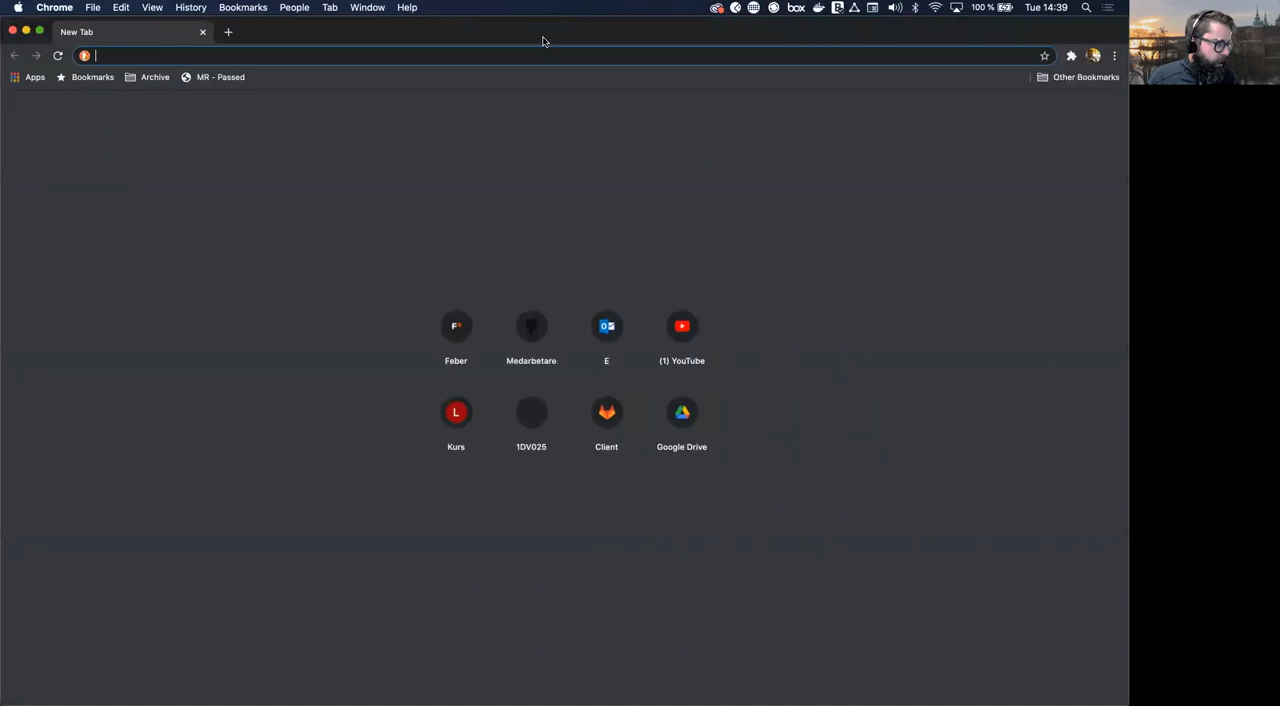 Chrome File Edit View History Bookmarks People Tab Window Help box 100 % Tue 14:39
New Tab
Apps Bookmarks Archive MR - Passed Other Bookmarks
F
Feber Medarbetare E (1) YouTube
L
Kurs 1DV025 Client Google Drive